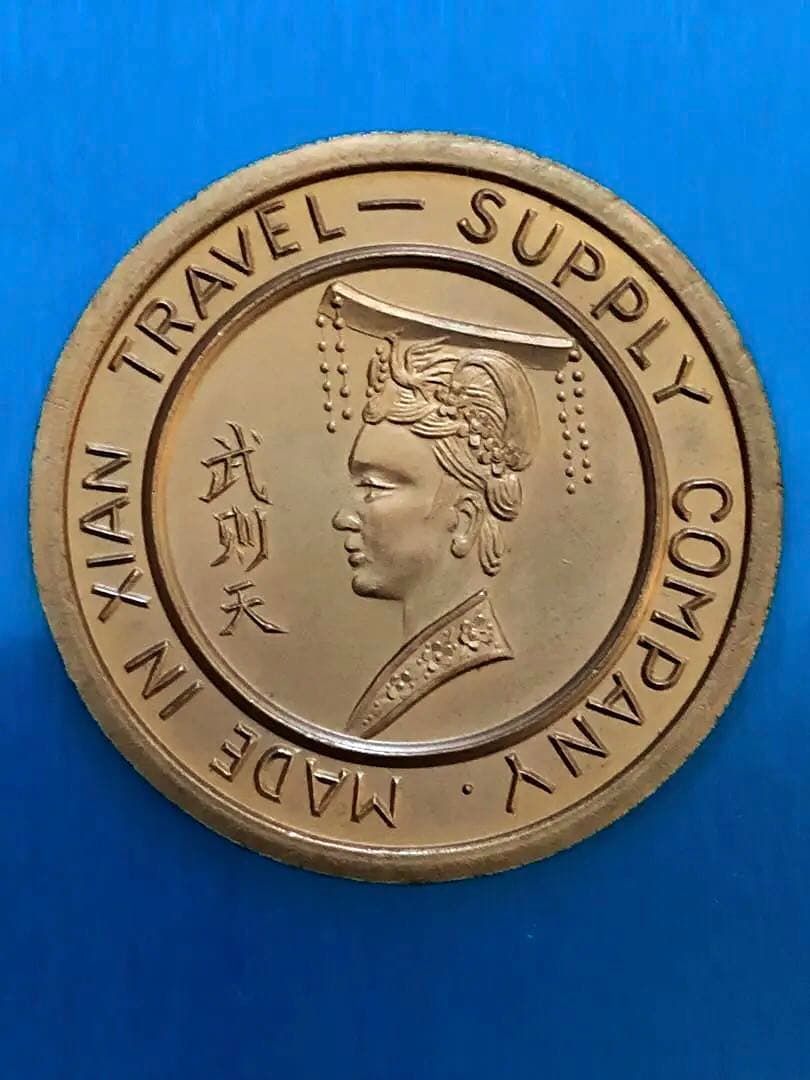 MADE IN XIAN TRAVEL — SUPPLY COMPANY ·
武则天